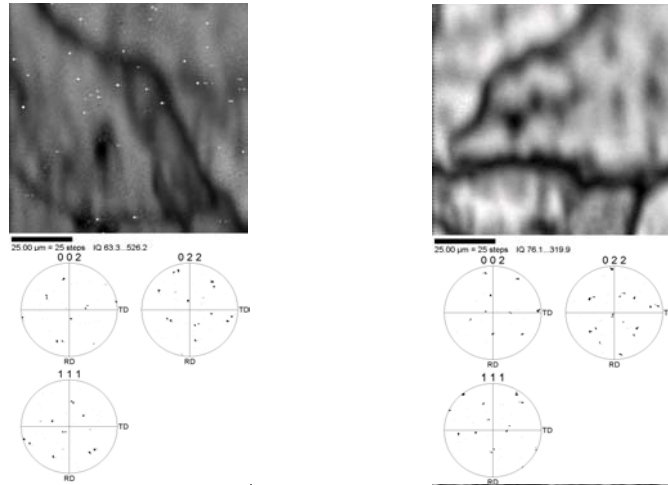 25.00 µm = 25 steps IQ 63.3...526.2
0 0 2
0 2 2
1
TD
TD
RD
RD
1 1 1
TD
RD
25.00 µm = 25 steps IQ 76.1...319.9
0 0 2
0 2 2
TD
T
RD
RD
1 1 1
TD
RD